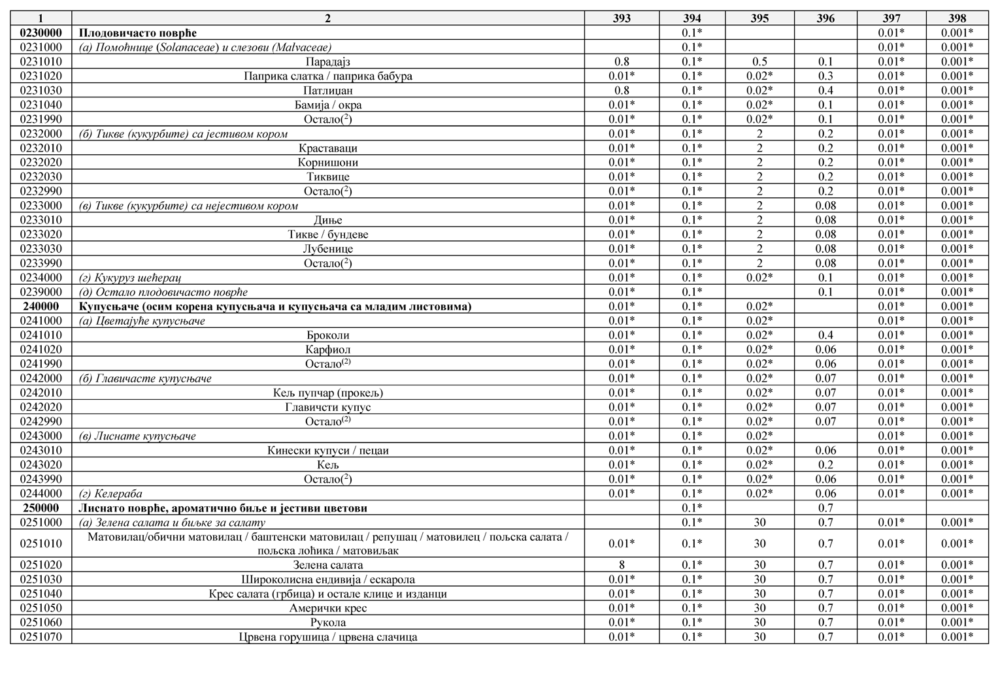 1 2 393 394 395 396 397 398
0230000 Плодовичасто поврће 0.1* 0.01* 0.001*
0231000 (а) Помоћнице (Solanaceae) и слезови (Malvaceae) 0.1* 0.01* 0.001*
0231010 Парадајз 0.8 0.1* 0.5 0.1 0.01* 0.001*
0231020 Паприка слатка / паприка бабура 0.01* 0.1* 0.02* 0.3 0.01* 0.001*
0231030 Патлиџан 0.8 0.1* 0.02* 0.4 0.01* 0.001*
0231040 Бамија / окра 0.01* 0.1* 0.02* 0.1 0.01* 0.001*
0231990 Остало(2) 0.01* 0.1* 0.02* 0.1 0.01* 0.001*
0232000 (б) Тикве (кукурбите) са јестивом кором 0.01* 0.1* 2 0.2 0.01* 0.001*
0232010 Краставаци 0.01* 0.1* 2 0.2 0.01* 0.001*
0232020 Корнишони 0.01* 0.1* 2 0.2 0.01* 0.001*
0232030 Тиквице 0.01* 0.1* 2 0.2 0.01* 0.001*
0232990 Остало(2) 0.01* 0.1* 2 0.2 0.01* 0.001*
0233000 (в) Тикве (кукурбите) са нејестивом кором 0.01* 0.1* 2 0.08 0.01* 0.001*
0233010 Диње 0.01* 0.1* 2 0.08 0.01* 0.001*
0233020 Тикве / бундеве 0.01* 0.1* 2 0.08 0.01* 0.001*
0233030 Лубенице 0.01* 0.1* 2 0.08 0.01* 0.001*
0233990 Остало(2) 0.01* 0.1* 2 0.08 0.01* 0.001*
0234000 (г) Кукуруз шећерац 0.01* 0.1* 0.02* 0.1 0.01* 0.001*
0239000 (д) Остало плодовичасто поврће 0.01* 0.1* 0.1 0.01* 0.001*
240000 Купусњаче (осим корена купусњача и купусњача са младим листовима) 0.01* 0.1* 0.02* 0.01* 0.001*
0241000 (а) Цветајуће купусњаче 0.01* 0.1* 0.02* 0.01* 0.001*
0241010 Броколи 0.01* 0.1* 0.02* 0.4 0.01* 0.001*
0241020 Карфиол 0.01* 0.1* 0.02* 0.06 0.01* 0.001*
0241990 Остало(2) 0.01* 0.1* 0.02* 0.06 0.01* 0.001*
0242000 (б) Главичасте купусњаче 0.01* 0.1* 0.02* 0.07 0.01* 0.001*
0242010 Кељ пупчар (прокељ) 0.01* 0.1* 0.02* 0.07 0.01* 0.001*
0242020 Главичсти купус 0.01* 0.1* 0.02* 0.07 0.01* 0.001*
0242990 Остало(2) 0.01* 0.1* 0.02* 0.07 0.01* 0.001*
0243000 (в) Лиснате купусњаче 0.01* 0.1* 0.02* 0.01* 0.001*
0243010 Кинески купуси / пецаи 0.01* 0.1* 0.02* 0.06 0.01* 0.001*
0243020 Кељ 0.01* 0.1* 0.02* 0.2 0.01* 0.001*
0243990 Остало(2) 0.01* 0.1* 0.02* 0.06 0.01* 0.001*
0244000 (г) Келераба 0.01* 0.1* 0.02* 0.06 0.01* 0.001*
250000 Лиснато поврће, ароматично биље и јестиви цветови 0.1* 0.7
0251000 (а) Зелена салата и биљке за салату 0.1* 30 0.7 0.01* 0.001*
Матовилац/обични матовилац / баштенски матовилац / репушац / матовилец / пољска салата /
0251010 пољска лоћика / матовиљак 0.01* 0.1* 30 0.7 0.01* 0.001*
0251020 Зелена салата 8 0.1* 30 0.7 0.01* 0.001*
0251030 Широколисна ендивија / ескарола 0.01* 0.1* 30 0.7 0.01* 0.001*
0251040 Крес салата (грбица) и остале клице и изданци 0.01* 0.1* 30 0.7 0.01* 0.001*
0251050 Амерички крес 0.01* 0.1* 30 0.7 0.01* 0.001*
0251060 Рукола 0.01* 0.1* 30 0.7 0.01* 0.001*
0251070 Црвена горушица / црвена слачица 0.01* 0.1* 30 0.7 0.01* 0.001*